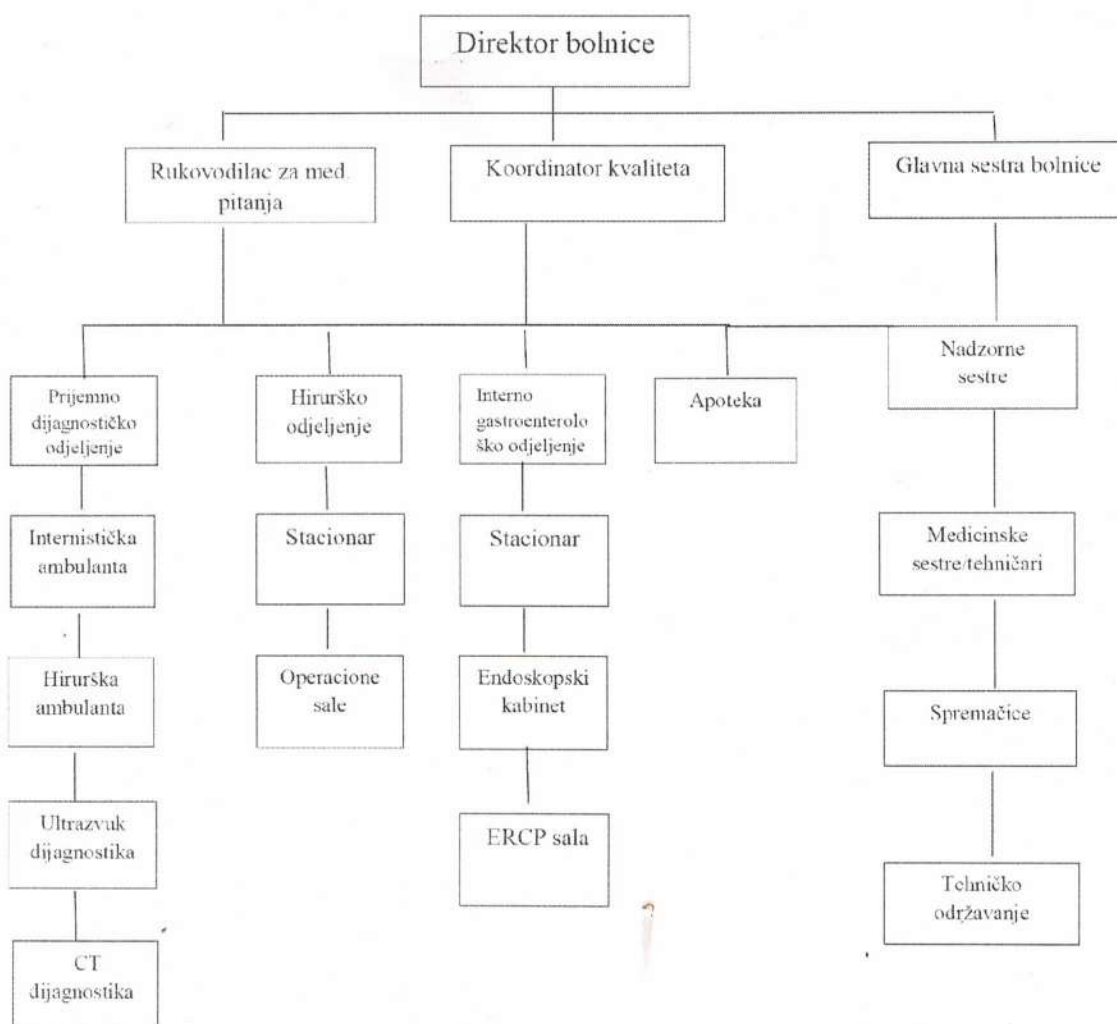 Direktor bolnice
Rukovodilac za med.
pitanja
Koordinator kvaliteta
Glavna sestra bolnice
Prijemno
dijagnostičko
odjeljenje
Hirurško
odjeljenje
Interno
gastroenterolo
ško odjeljenje
Apoteka
Nadzorne
sestre
Internistička
ambulanta
Stacionar
Stacionar
Medicinske
sestre/tehničari
Hirurška
ambulanta
Operacione
sale
Endoskopski
kabinet
Spremačice
Ultrazvuk
dijagnostika
ERCP sala
Tehničko
održavanje
CT
dijagnostika